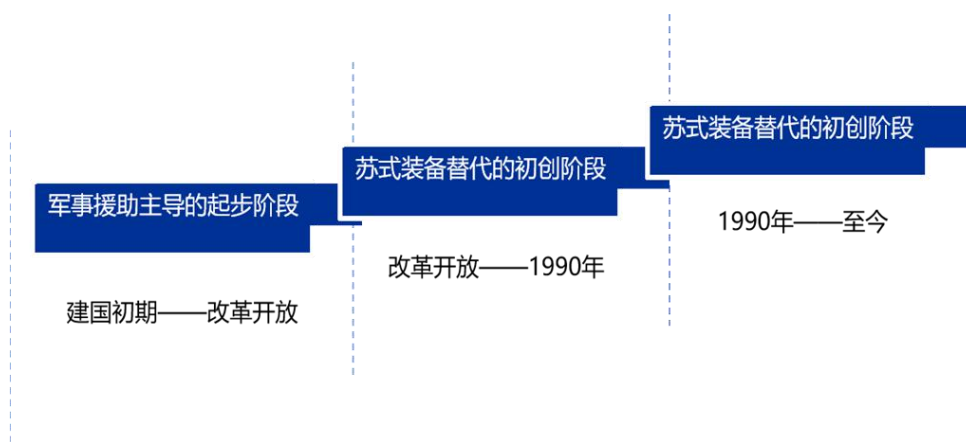 军事援助主导的起步阶段
建国初期——改革开放
苏式装备替代的初创阶段
改革开放——1990年
苏式装备替代的初创阶段
1990年——至今